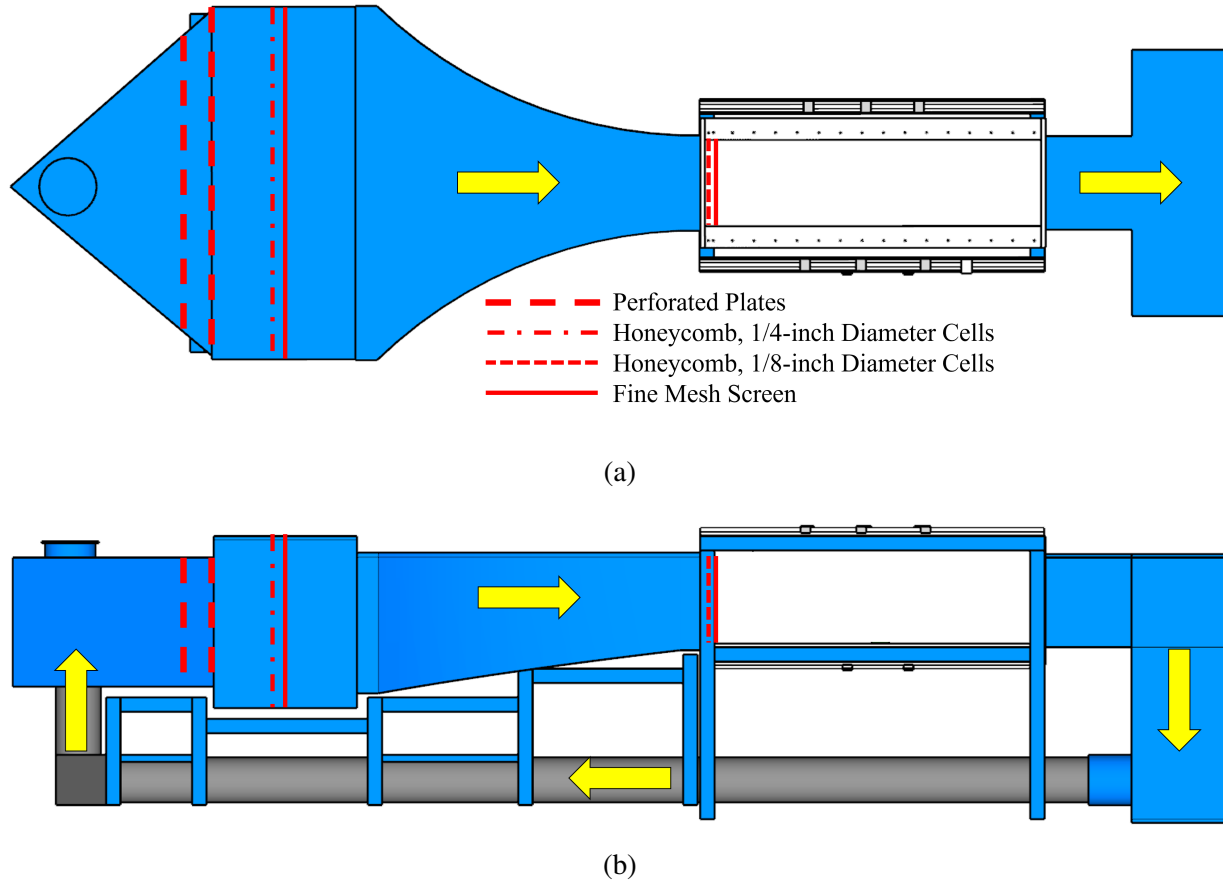 Perforated Plates
Honeycomb, 1/4-inch Diameter Cells
Honeycomb, 1/8-inch Diameter Cells
Fine Mesh Screen
(a)
(b)